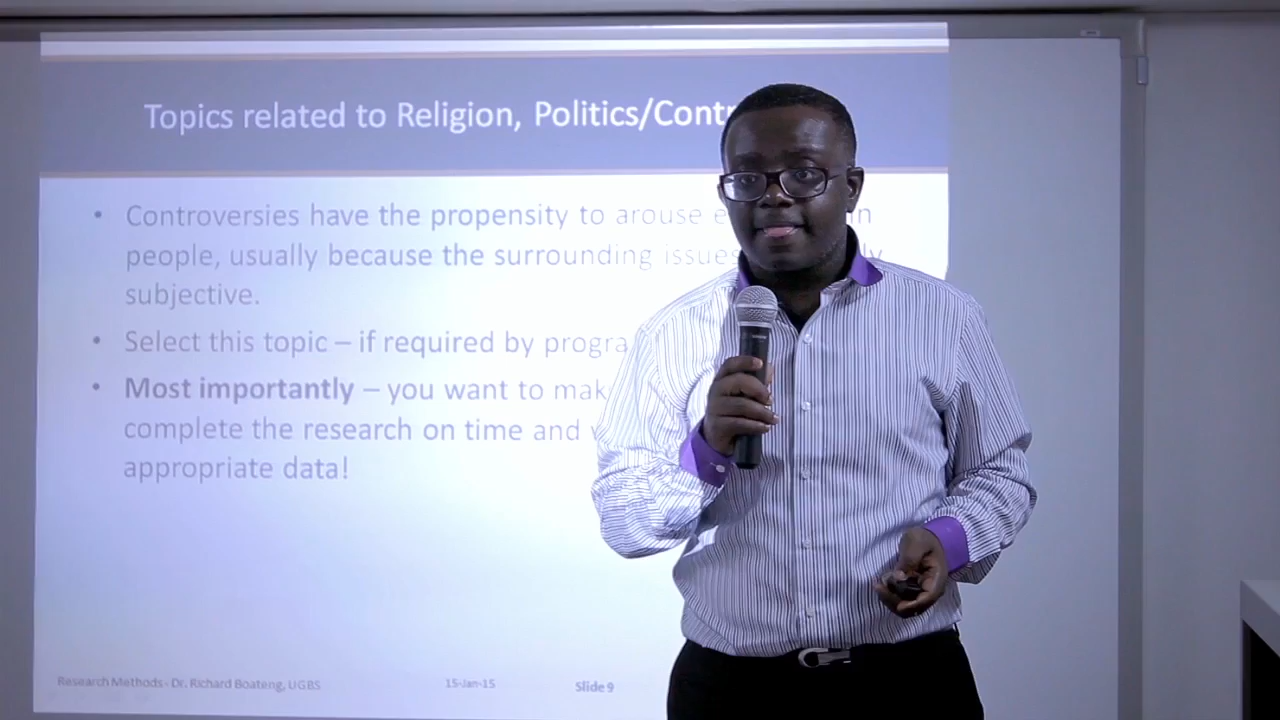 Topics related to Religion, Politics/Contr
• Controversies have the propensity to arouse e in
people, usually because the surrounding issues ly
subjective.
• Select this topic – if required by progra
• Most importantly – you want to mak
complete the research on time and
appropriate data!
Research Methods - Dr. Richard Boateng, UGBS 15-Jan-15 Slide 9